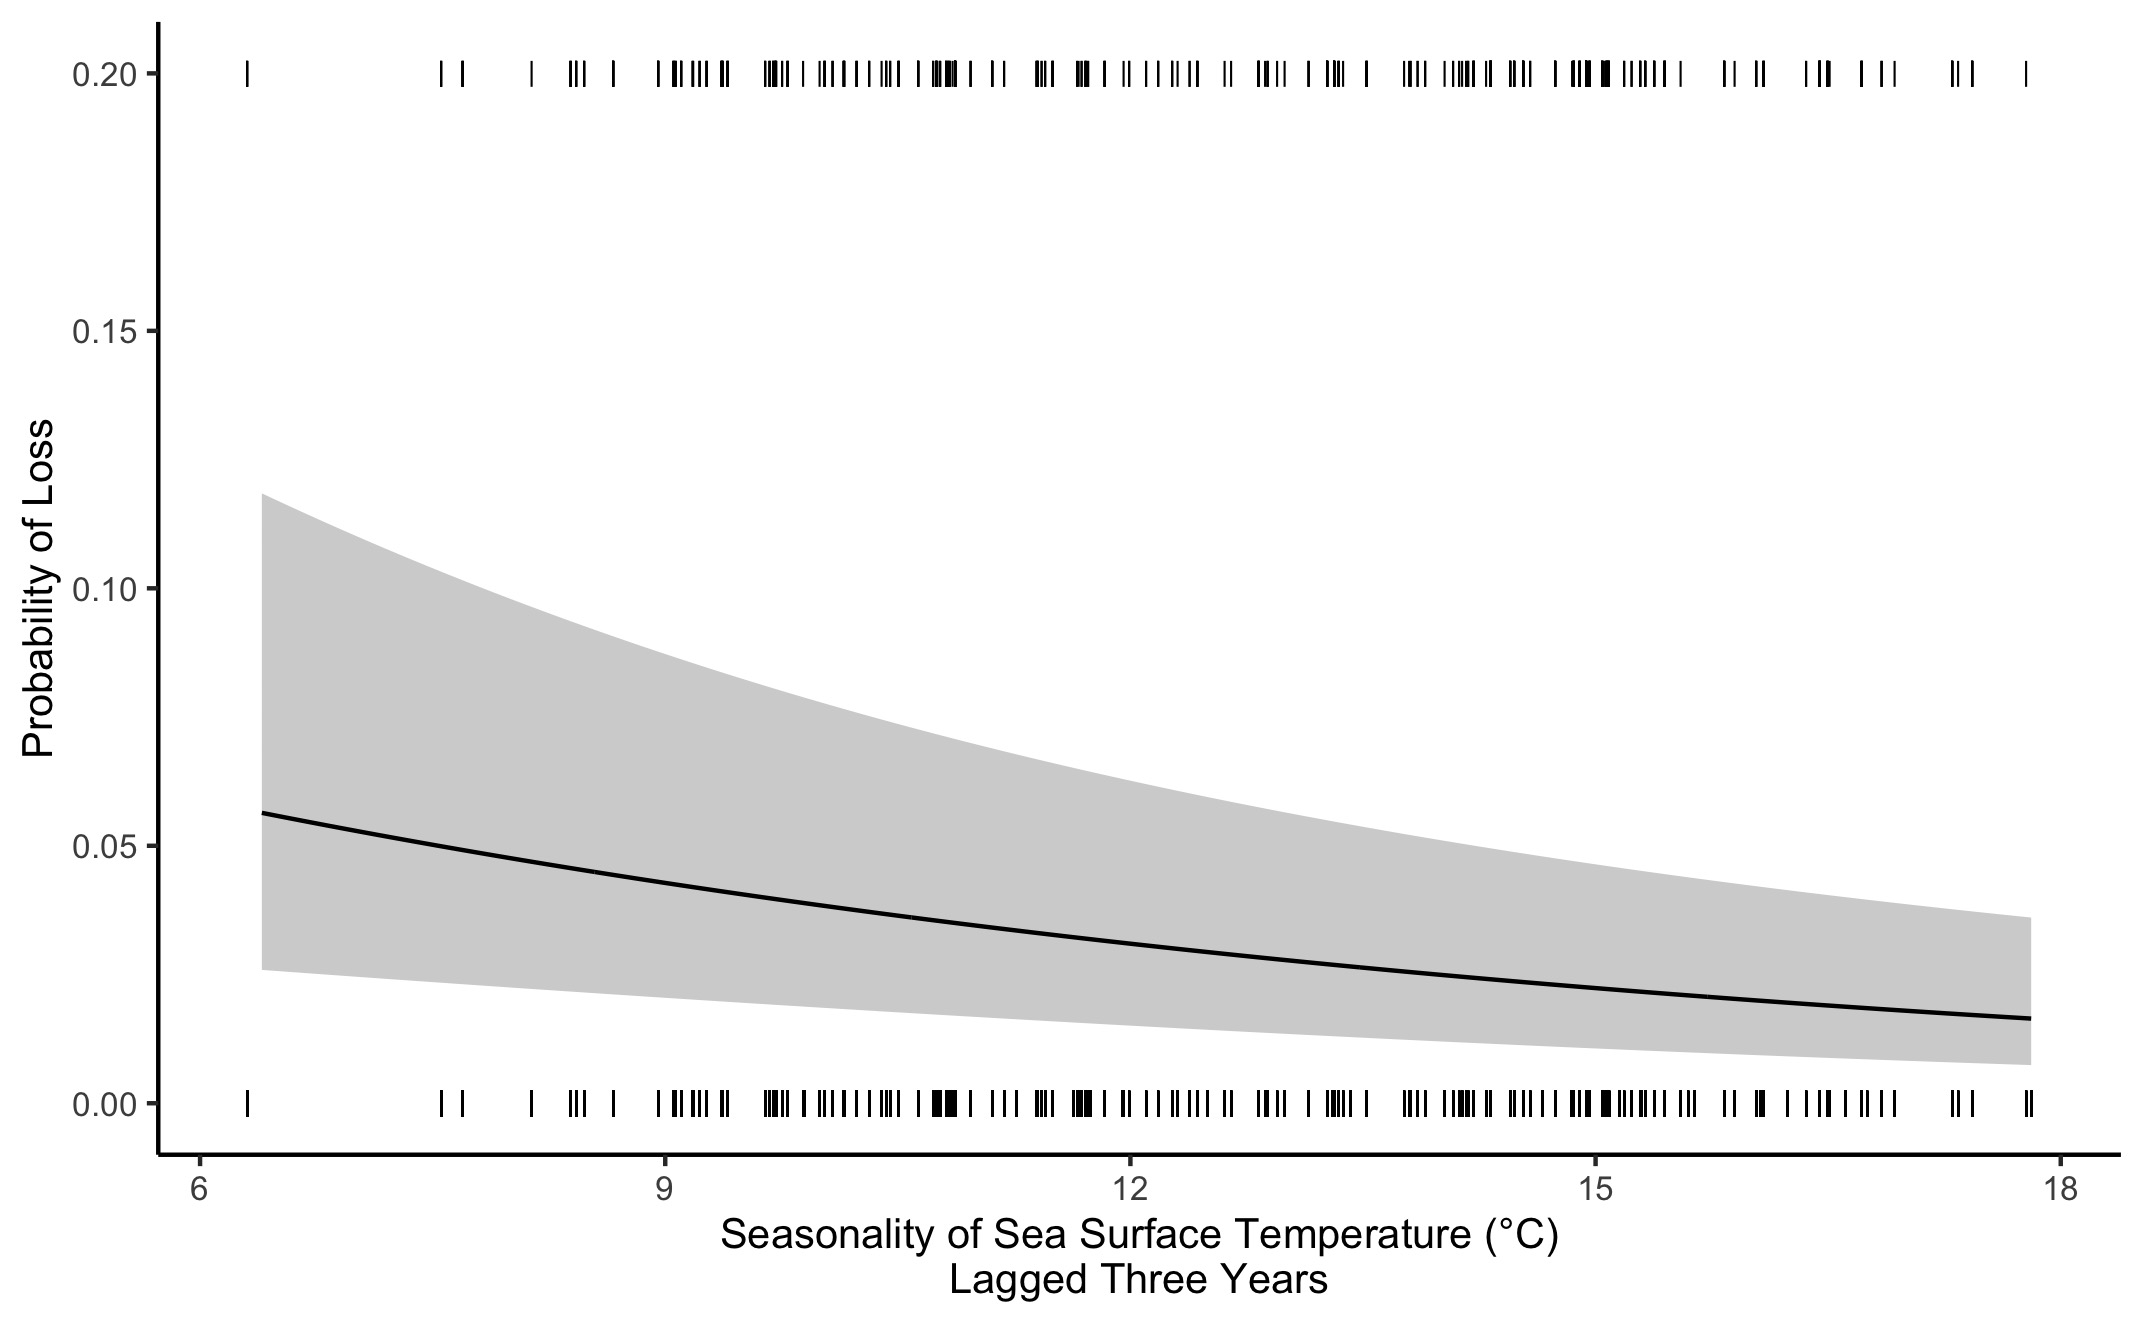 0.20
0.15
0.10
0.05
0.00
Probability of Loss
6 9 12 15 18
Seasonality of Sea Surface Temperature (°C)
Lagged Three Years